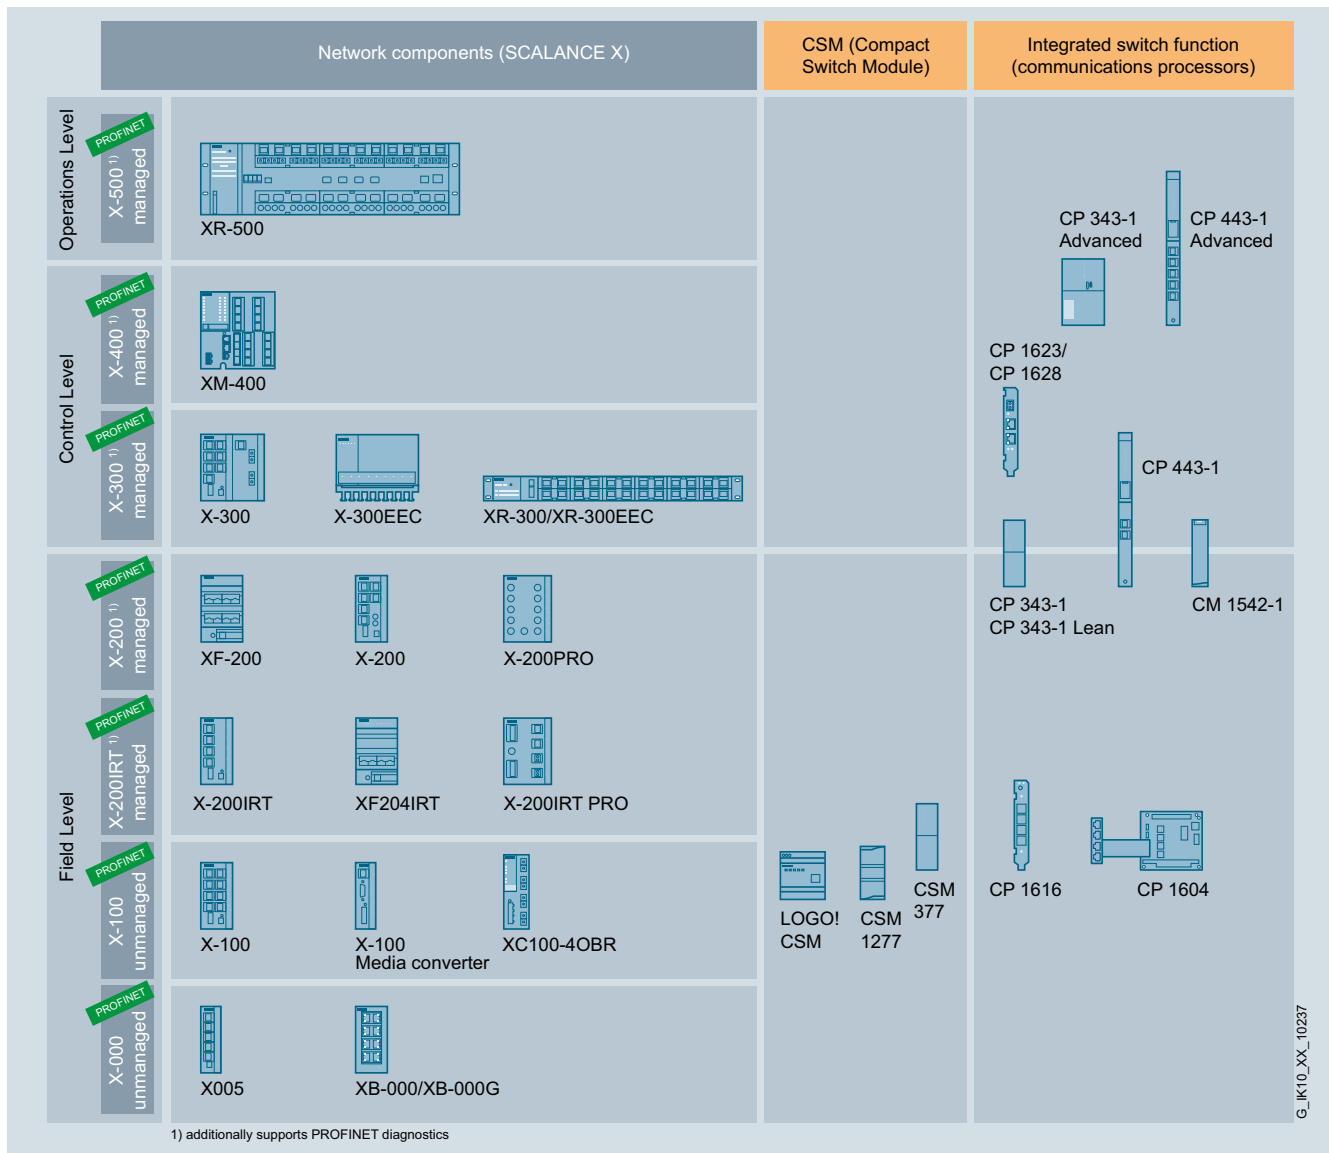 Network components (SCALANCE X)
CSM (Compact
Switch Module)
Integrated switch function
(communications processors)
Operations Level
PROFINET
X-500 1)
managed
XR-500
CP 343-1
Advanced
CP 443-1
Advanced
Control Level
PROFINET
X-400 1)
managed
XM-400
CP 1623/
CP 1628
PROFINET
X-300 1)
managed
X-300
X-300EEC
XR-300/XR-300EEC
CP 443-1
Field Level
PROFINET
X-200 1)
managed
XF-200
X-200
X-200PRO
CP 343-1
CP 343-1 Lean
CM 1542-1
PROFINET
X-200IRT 1)
managed
X-200IRT
XF204IRT
X-200IRT PRO
PROFINET
X-100
unmanaged
X-100
X-100
Media converter
XC100-4OBR
LOGO!
CSM
CSM
1277
CSM
377
CP 1616
CP 1604
PROFINET
X-000
unmanaged
X005
XB-000/XB-000G
1) additionally supports PROFINET diagnostics
G_IK10_XX_10237